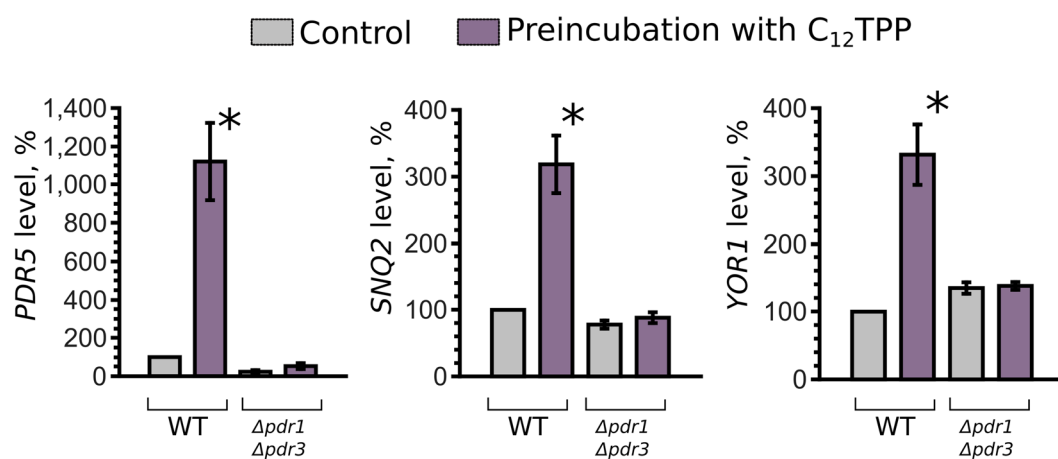 Control Preincubation with C₁₂TPP
PDR5 level, %
1,400
1,200
1,000
800
600
400
200
0
*
WT
Δpdr1
Δpdr3
SNQ2 level, %
400
300
200
100
0
*
WT
Δpdr1
Δpdr3
YOR1 level, %
400
300
200
100
0
*
WT
Δpdr1
Δpdr3